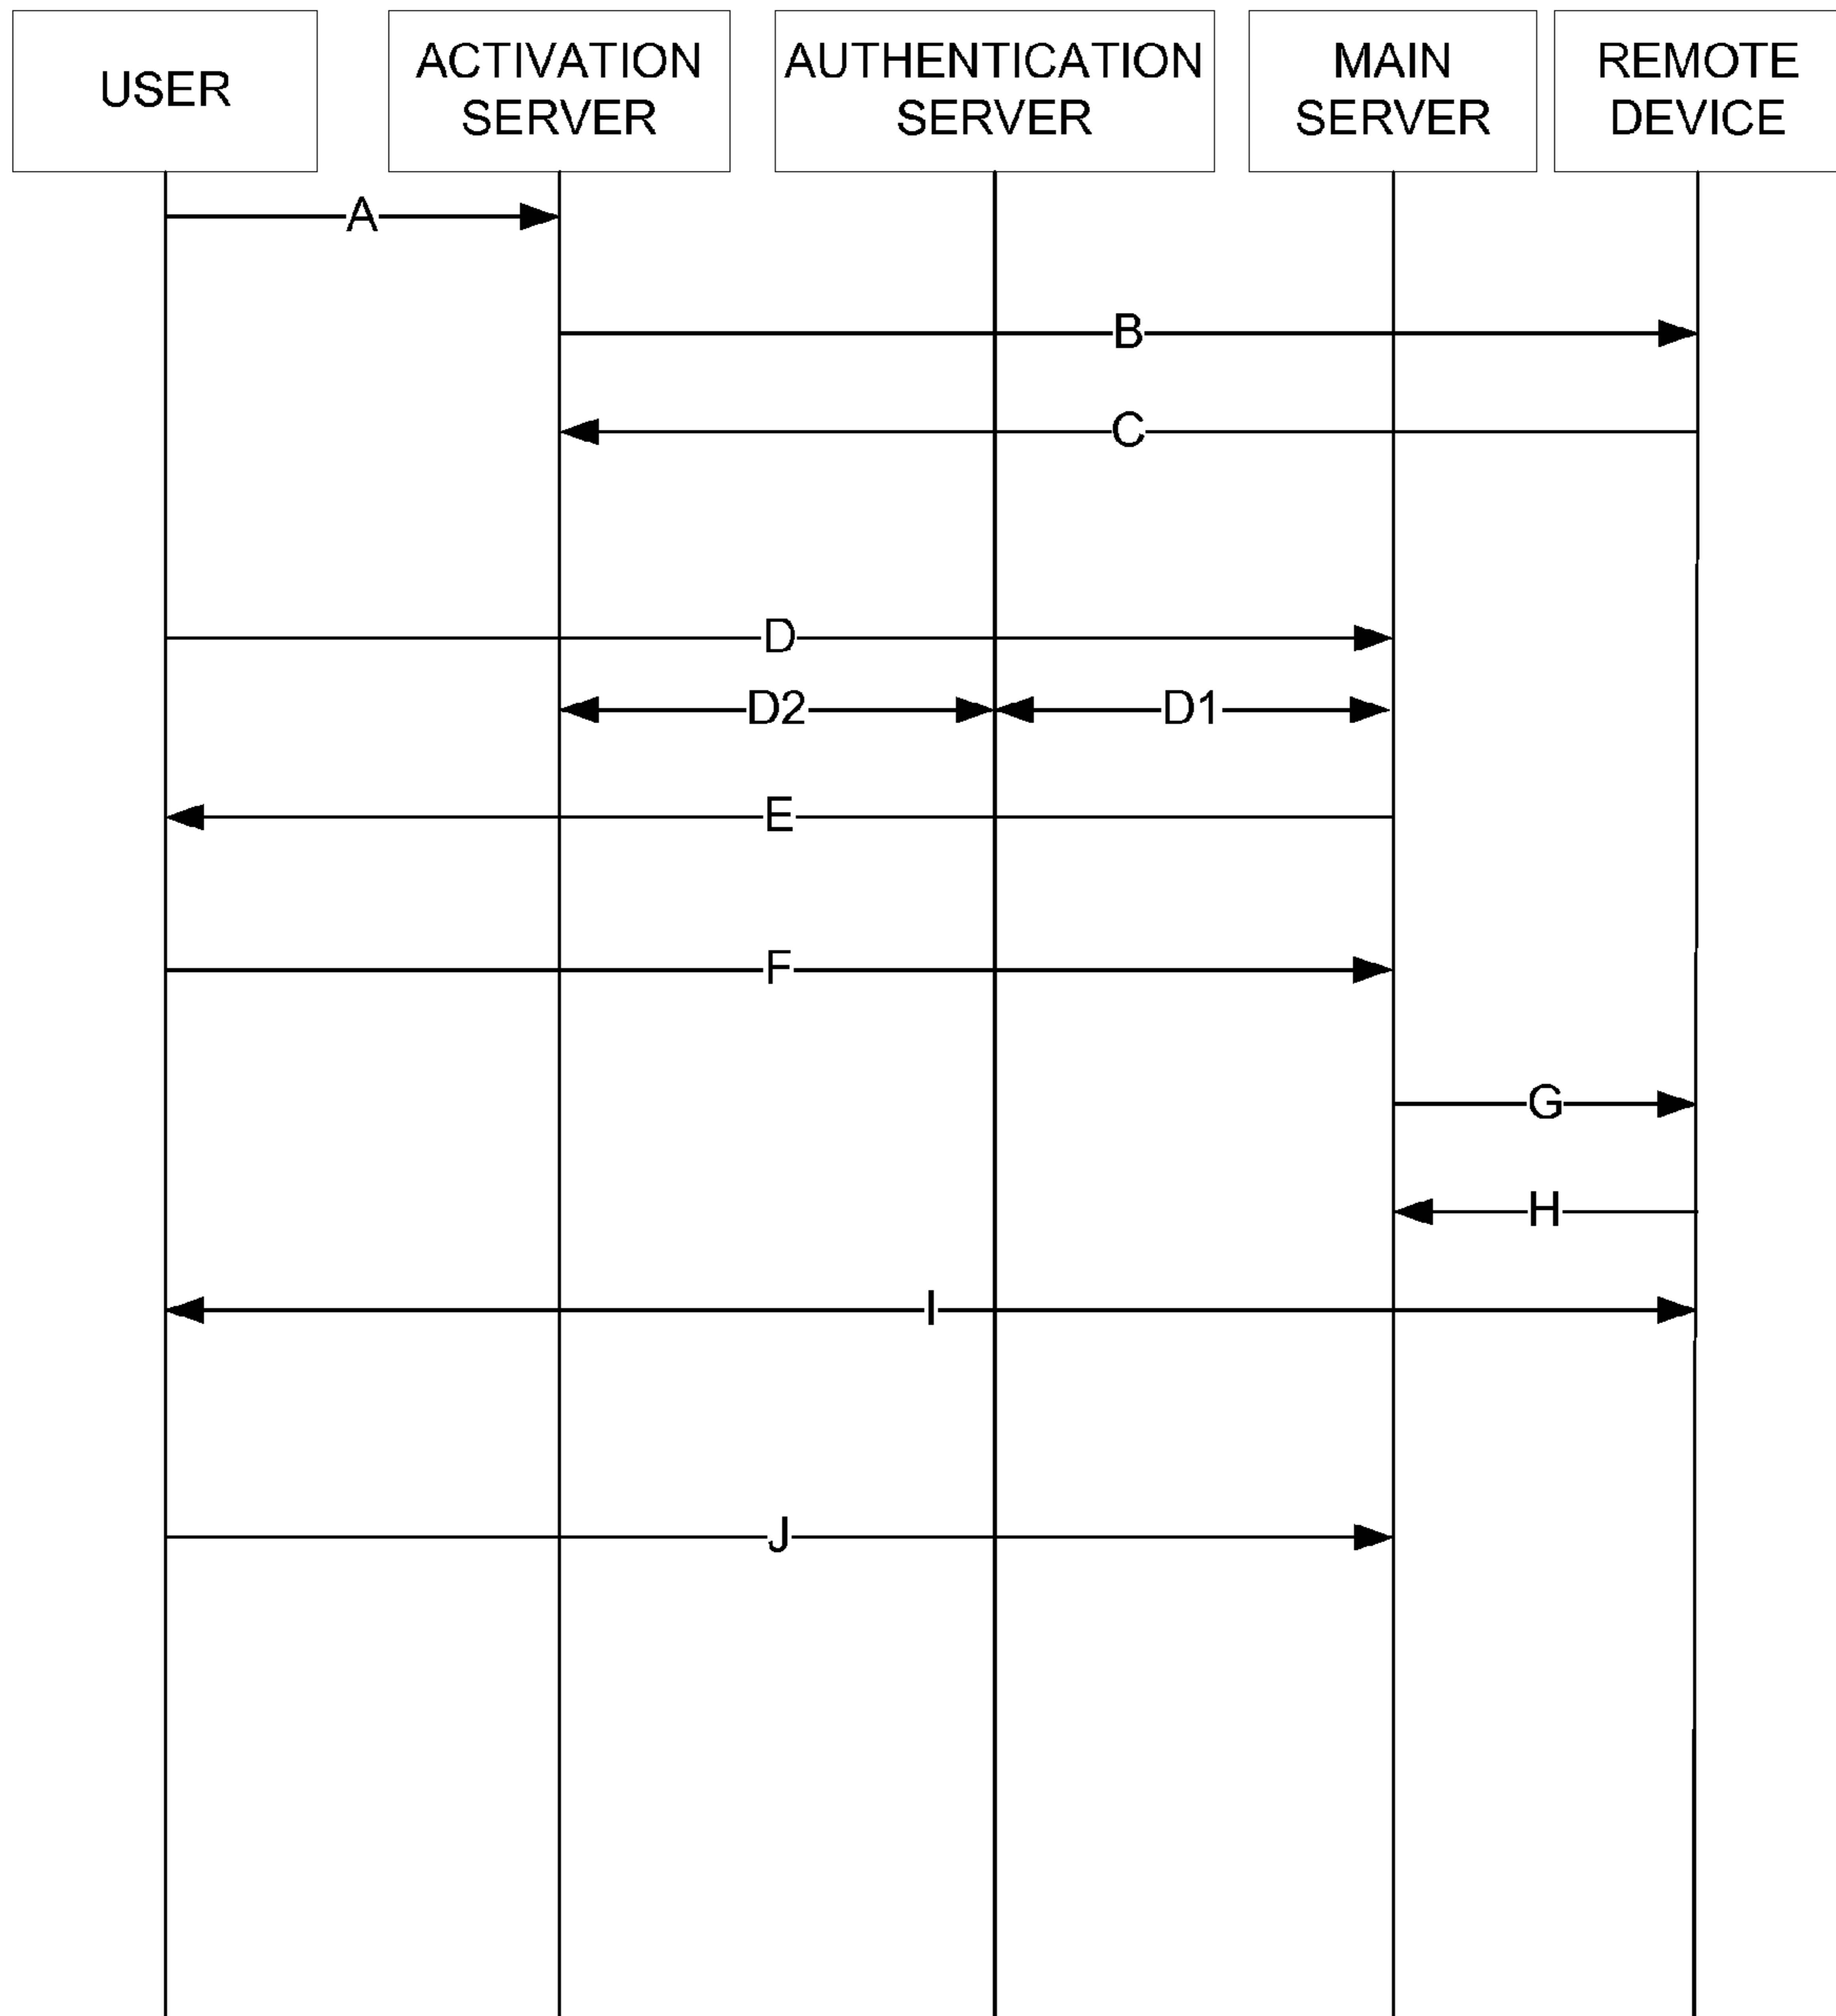 USER
ACTIVATION
SERVER
AUTHENTICATION
SERVER
MAIN
SERVER
REMOTE
DEVICE
A
B
C
D
D2
D1
E
F
G
H
I
J